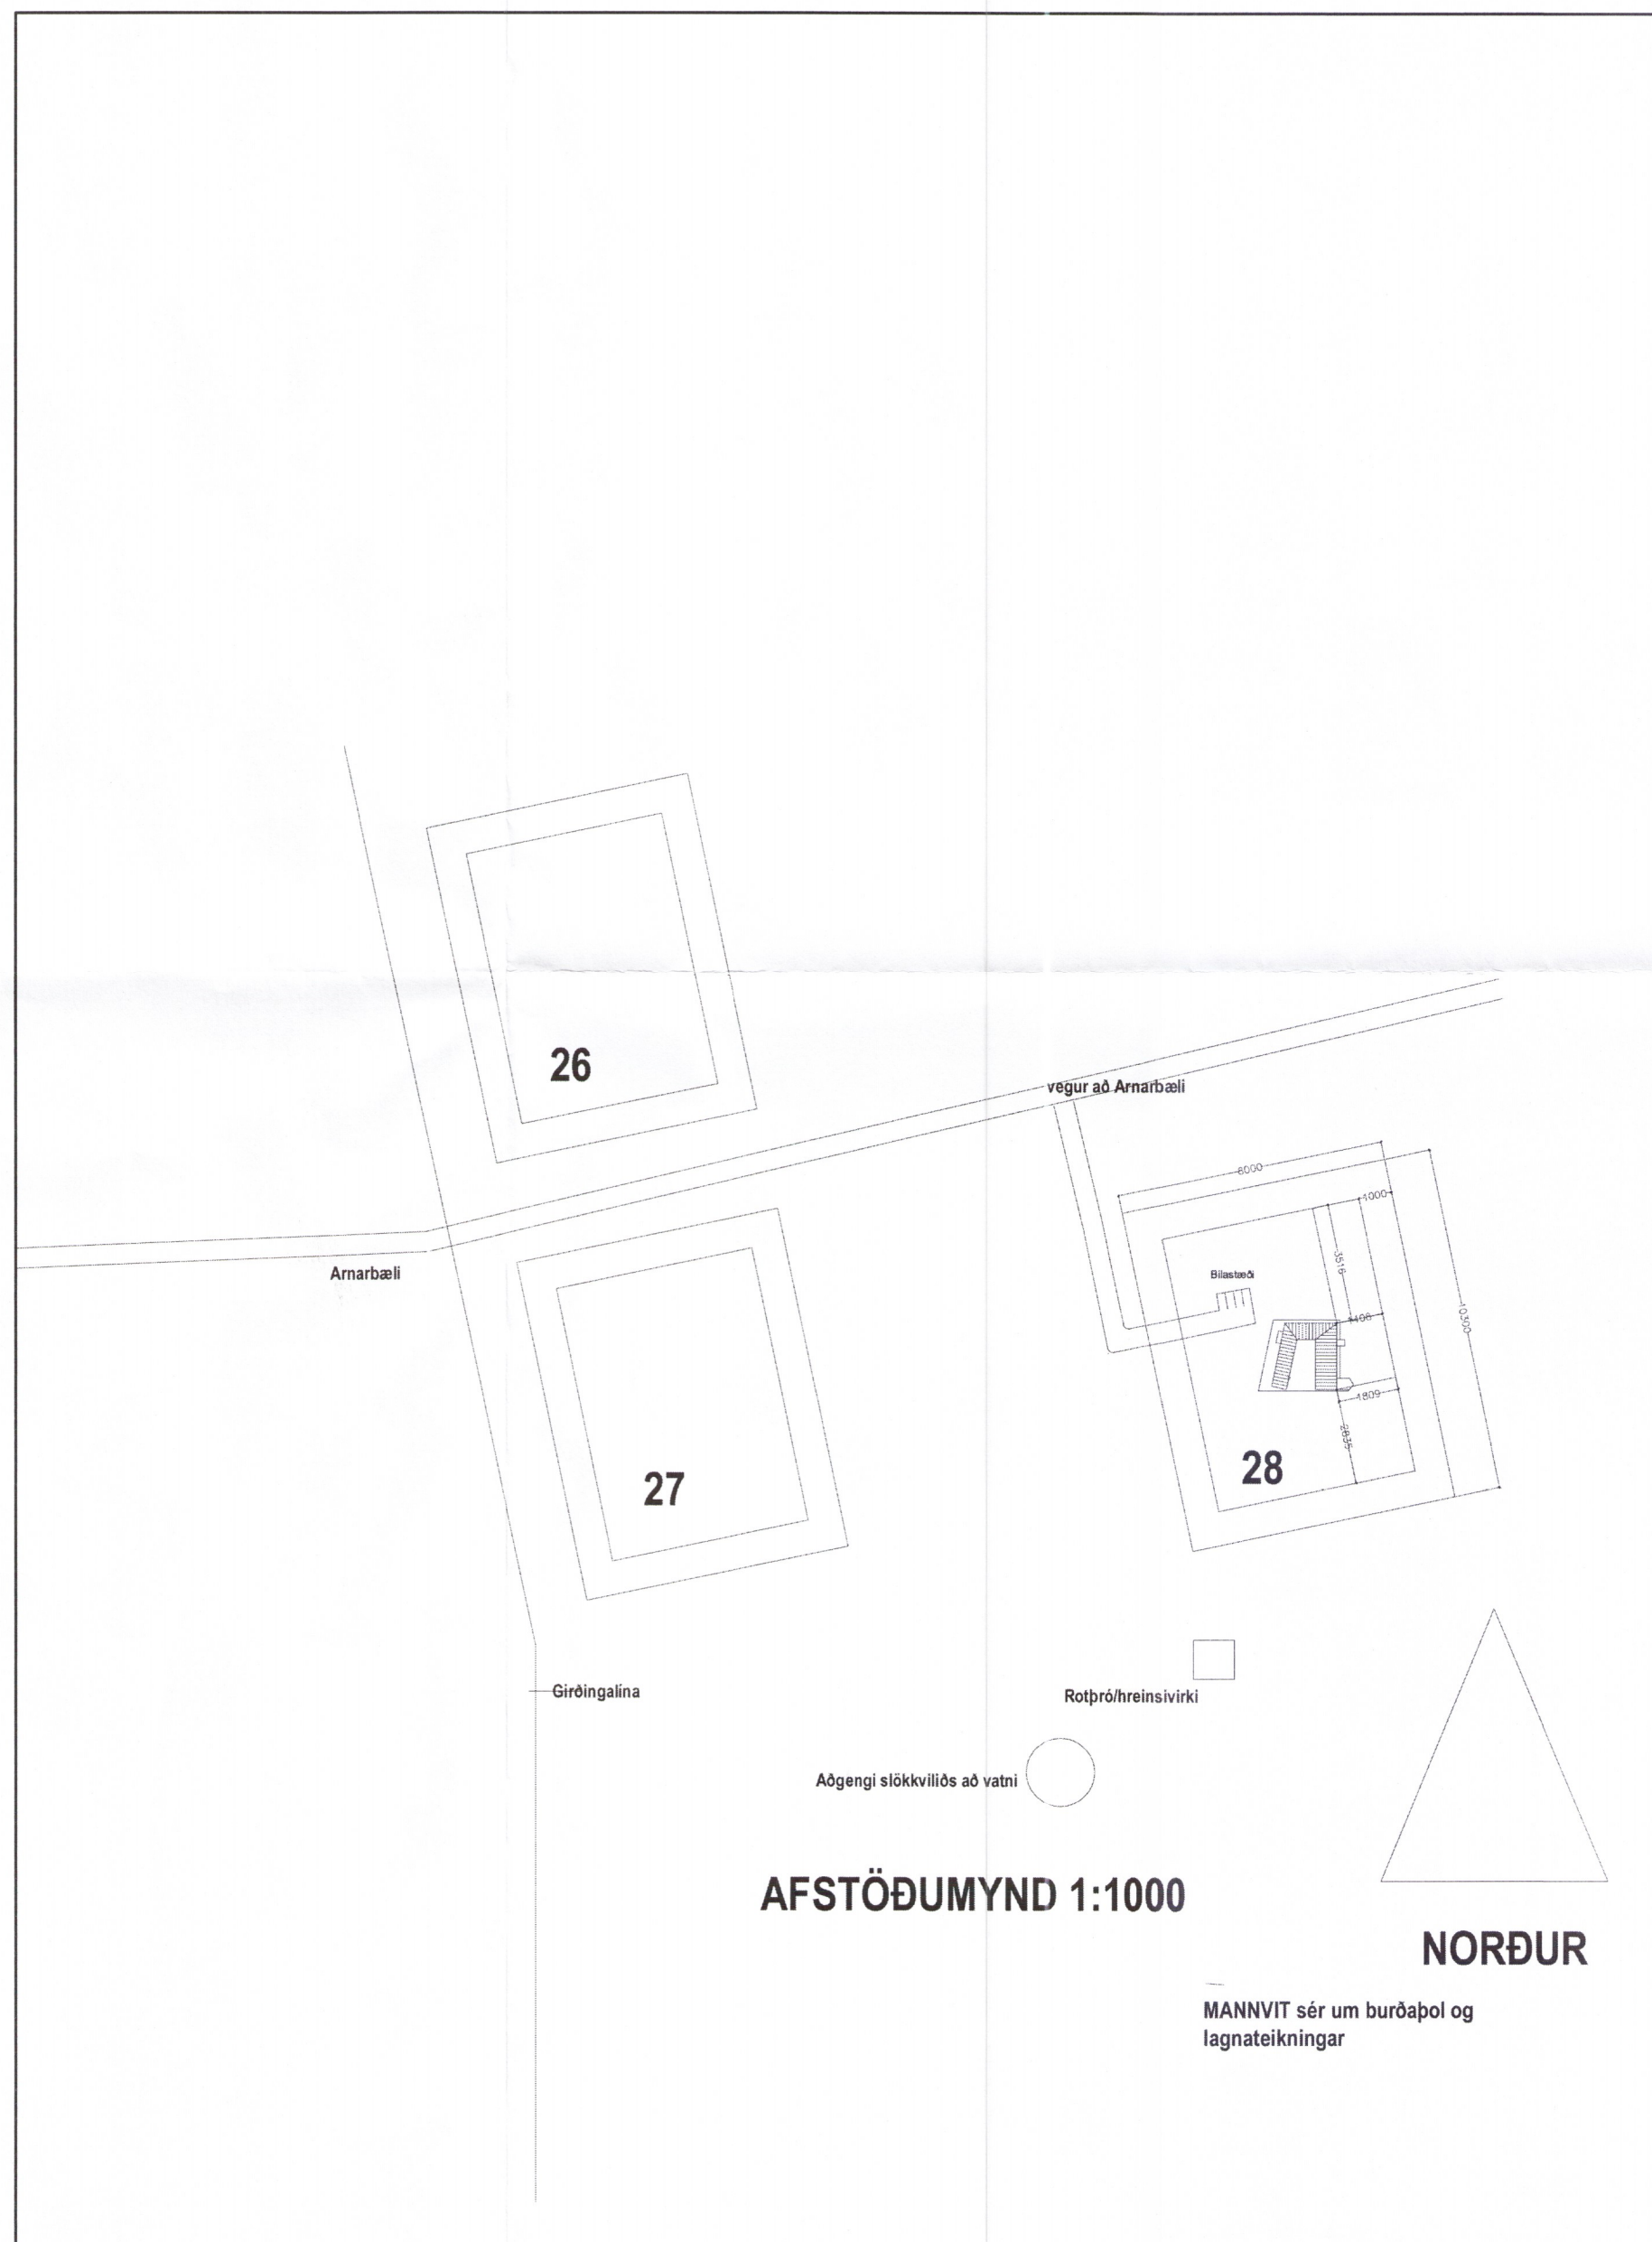 26
vegur að Arnarbæli
8000
1000
Arnarbæli
3516
Bílastæði
10300
1406
1809
2835
28
27
Girðingalína
Rotþró/hreinsivirki
Aðgengi slökkviliðs að vatni
AFSTÖÐUMYND 1:1000
NORÐUR
MANNVIT sér um burðaþol og
lagnateikningar